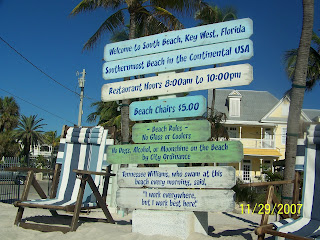 Welcome to South Beach, Key West, Florida
Southernmost Beach in the Continental USA
Restaurant Hours 8:00am to 10:00pm
Beach Chairs $5.00
- Beach Rules -
No Glass or Coolers
No Pets, Alcohol, or Moonshine on the Beach
by City Ordinance
Tennessee Williams, who swam at this
beach every morning, said,
"I work everywhere,
but I work best here."
11/29/2007